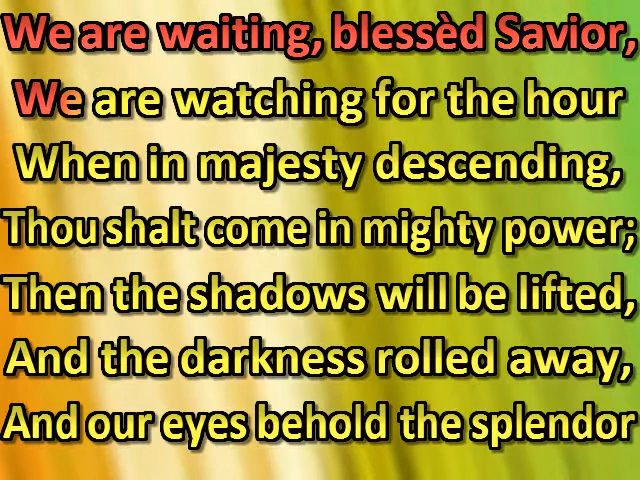 We are waiting, blessèd Savior,
We are watching for the hour
When in majesty descending,
Thou shalt come in mighty power;
Then the shadows will be lifted,
And the darkness rolled away,
And our eyes behold the splendor